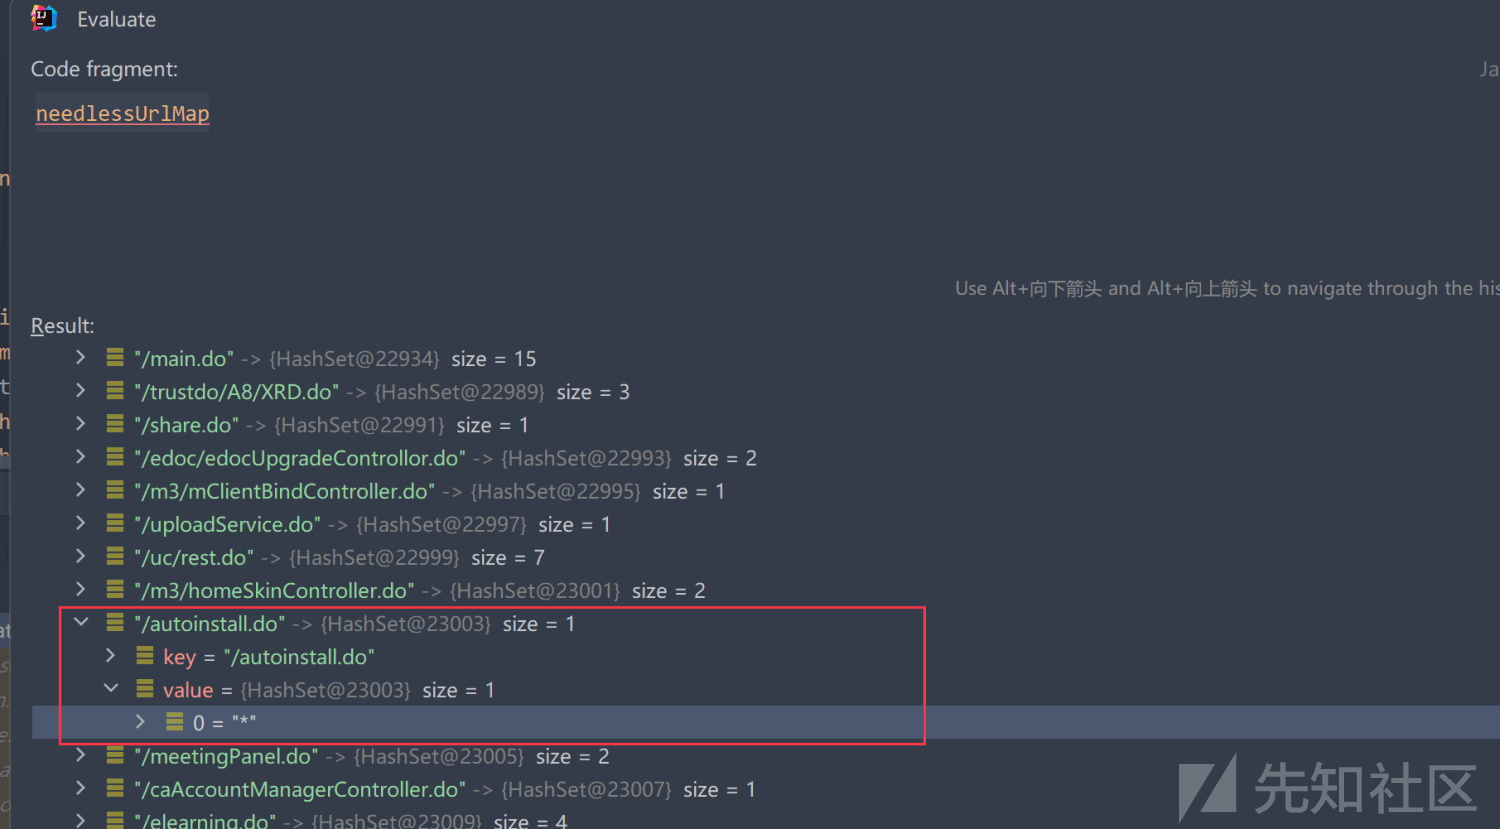 Evaluate
Code fragment:
Ja
needlessUrlMap
Use Alt+向下箭头 and Alt+向上箭头 to navigate through the his
Result:
"/main.do" -> {HashSet@22934} size = 15
"/trustdo/A8/XRD.do" -> {HashSet@22989} size = 3
"/share.do" -> {HashSet@22991} size = 1
"/edoc/edocUpgradeControllor.do" -> {HashSet@22993} size = 2
"/m3/mClientBindController.do" -> {HashSet@22995} size = 1
"/uploadService.do" -> {HashSet@22997} size = 1
"/uc/rest.do" -> {HashSet@22999} size = 7
"/m3/homeSkinController.do" -> {HashSet@23001} size = 2
"/autoinstall.do" -> {HashSet@23003} size = 1
key = "/autoinstall.do"
value = {HashSet@23003} size = 1
0 = "*"
"/meetingPanel.do" -> {HashSet@23005} size = 2
"/caAccountManagerController.do" -> {HashSet@23007} size = 1
"/elearning.do" -> {HashSet@23009} size = 4
先知社区